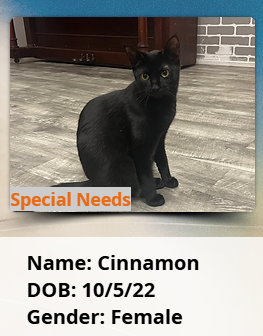 Special Needs
Name: Cinnamon
DOB: 10/5/22
Gender: Female